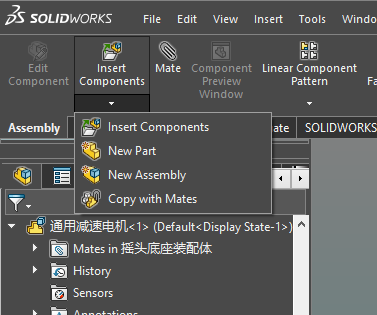 SOLIDWORKS File Edit View Insert Tools Windo
Edit Component
Insert Components
Mate
Component Preview Window
Linear Component Pattern
Fa
Assembly ate SOLIDWORKS
Insert Components
New Part
New Assembly
Copy with Mates
通用减速电机<1> (Default<Display State-1>)
Mates in 摇头底座装配体
History
Sensors
Annotations